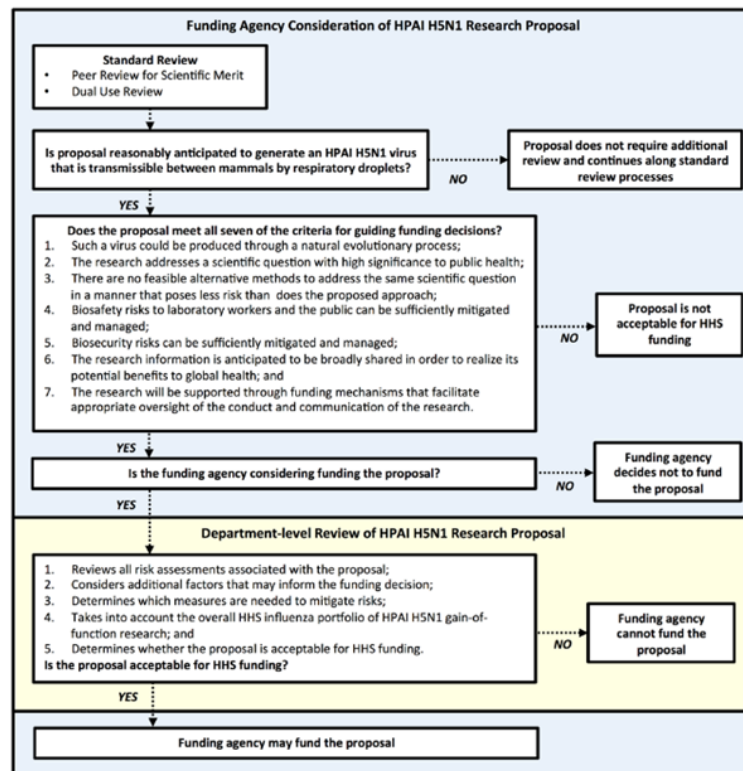 Funding Agency Consideration of HPAI H5N1 Research Proposal
Standard Review
• Peer Review for Scientific Merit
• Dual Use Review
Is proposal reasonably anticipated to generate an HPAI H5N1 virus
that is transmissible between mammals by respiratory droplets?
NO
Proposal does not require additional
review and continues along standard
review processes
YES
Does the proposal meet all seven of the criteria for guiding funding decisions?
1. Such a virus could be produced through a natural evolutionary process;
2. The research addresses a scientific question with high significance to public health;
3. There are no feasible alternative methods to address the same scientific question
in a manner that poses less risk than does the proposed approach;
4. Biosafety risks to laboratory workers and the public can be sufficiently mitigated
and managed;
5. Biosecurity risks can be sufficiently mitigated and managed;
6. The research information is anticipated to be broadly shared in order to realize its
potential benefits to global health; and
7. The research will be supported through funding mechanisms that facilitate
appropriate oversight of the conduct and communication of the research.
NO
Proposal is not
acceptable for HHS
funding
YES
Is the funding agency considering funding the proposal?
NO
Funding agency
decides not to fund
the proposal
YES
Department-level Review of HPAI H5N1 Research Proposal
1. Reviews all risk assessments associated with the proposal;
2. Considers additional factors that may inform the funding decision;
3. Determines which measures are needed to mitigate risks;
4. Takes into account the overall HHS influenza portfolio of HPAI H5N1 gain-of-
function research; and
5. Determines whether the proposal is acceptable for HHS funding.
Is the proposal acceptable for HHS funding?
NO
Funding agency
cannot fund the
proposal
YES
Funding agency may fund the proposal